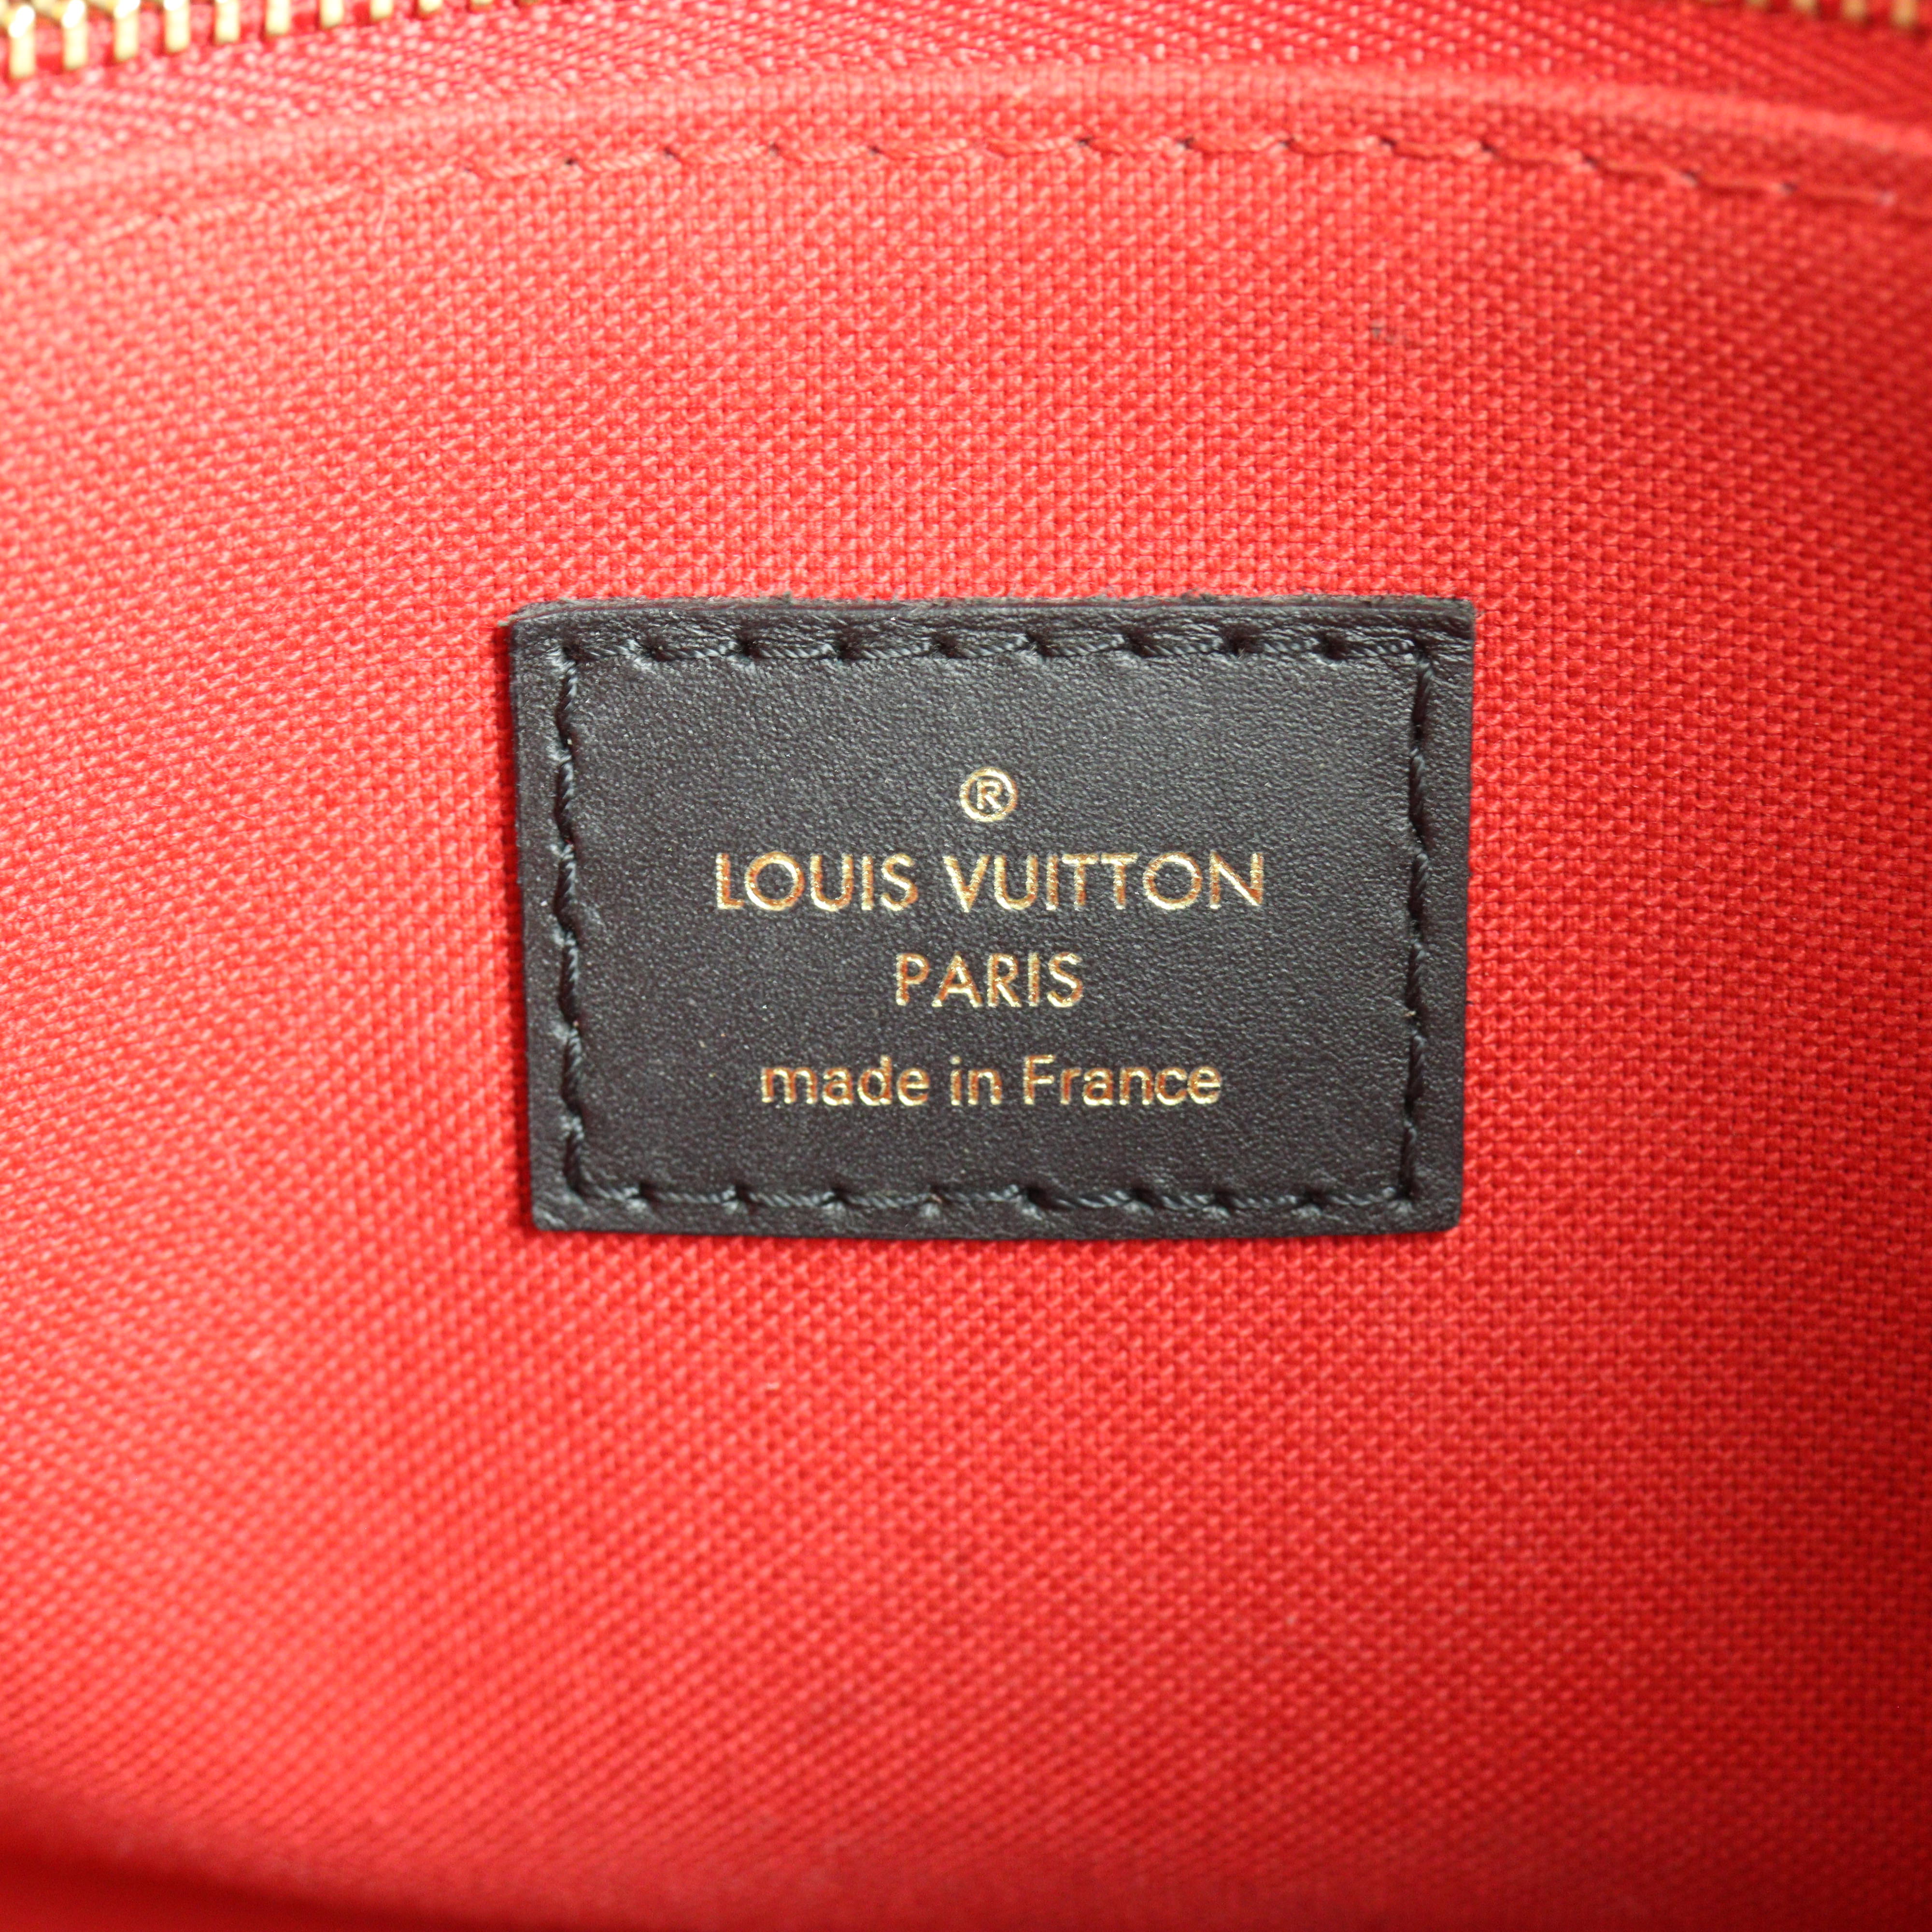 ®
LOUIS VUITTON
PARIS
made in France